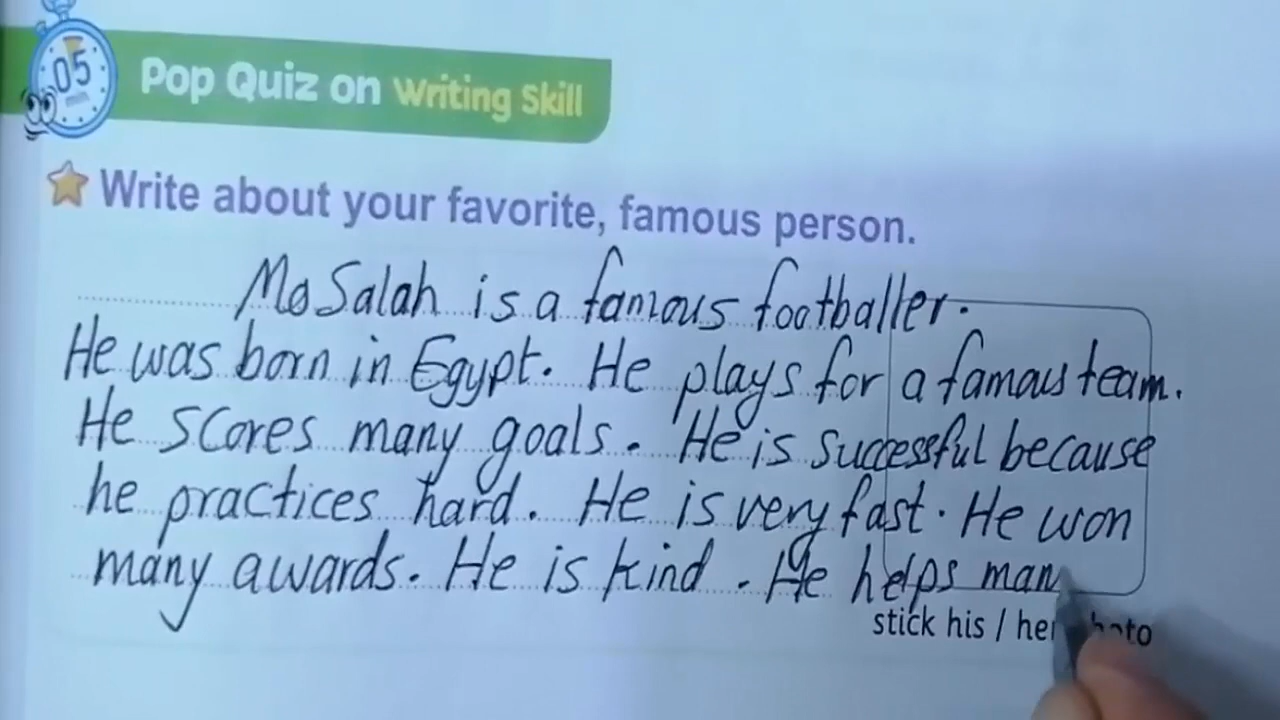 05
Pop Quiz on Writing Skill
Write about your favorite, famous person.
Mo Salah is a famous footballer.
He was born in Egypt. He plays for a famous team.
He scores many goals. He is successful because
he practices hard. He is very fast. He won
many awards. He is kind. He helps man
stick his / her photo